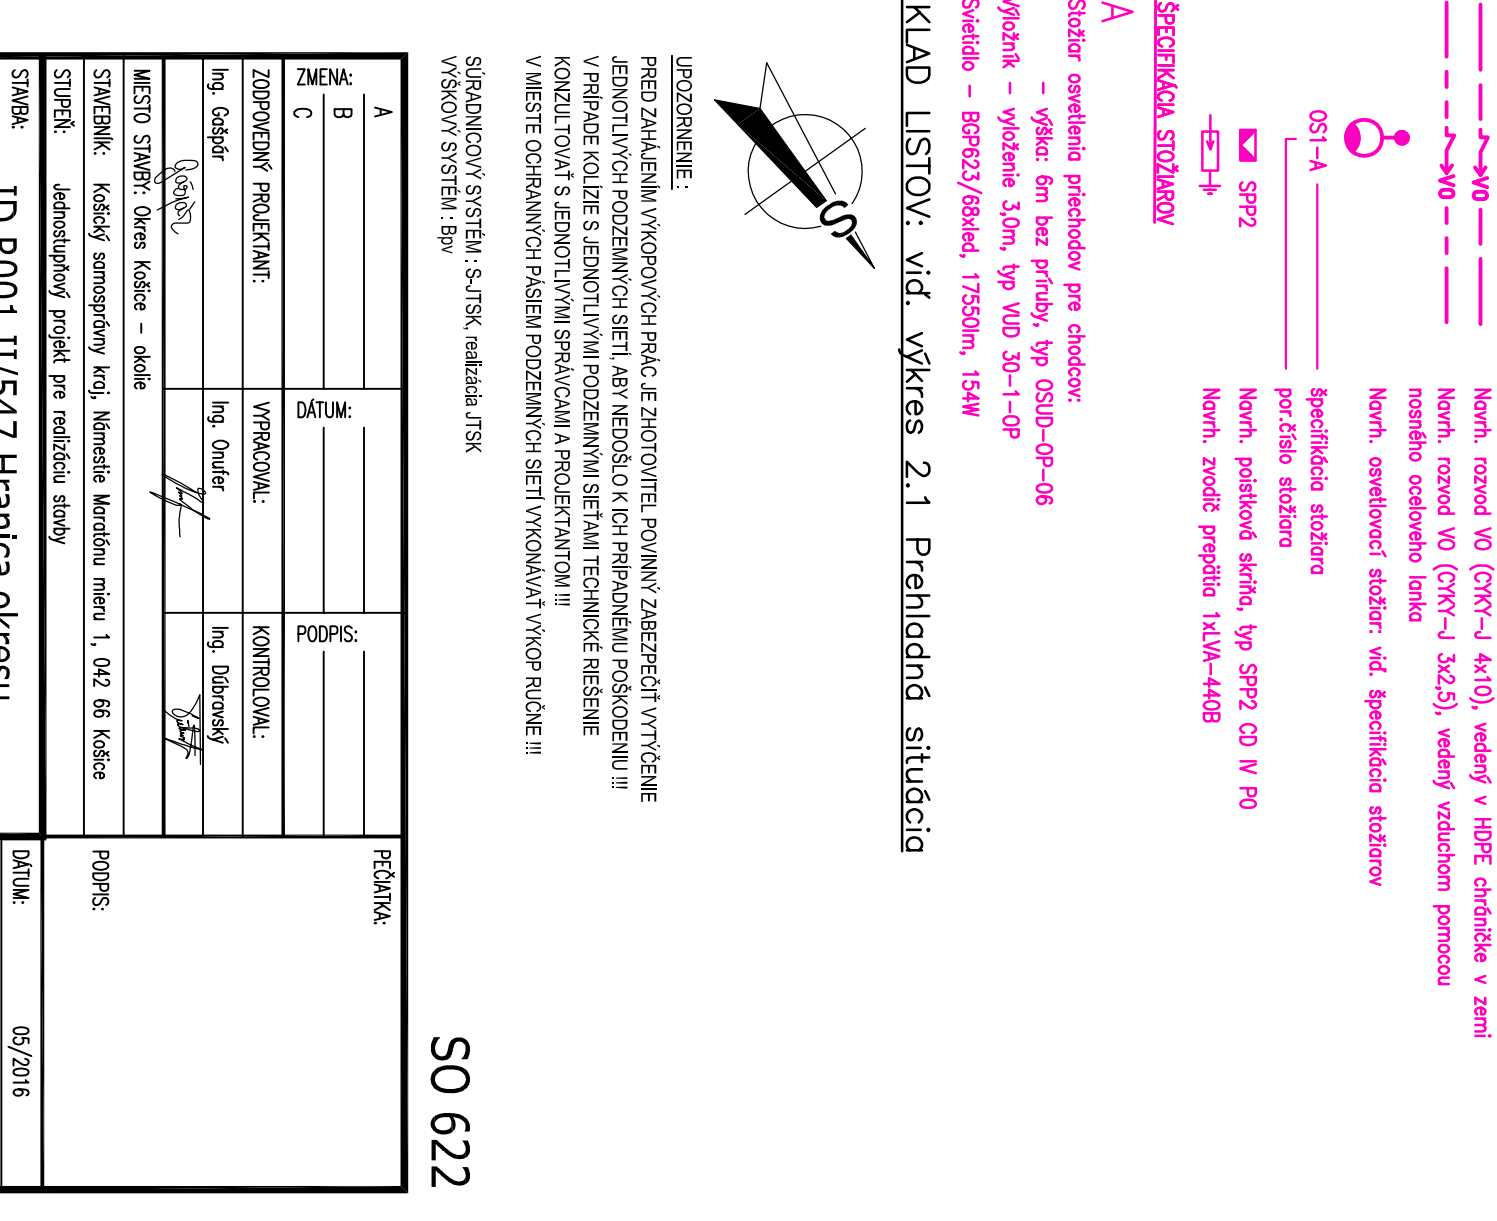 VO
Navrh. rozvod VO (CYKY-J 4x10), vedený v HDPE chráničke v zemi
VO
Navrh. rozvod VO (CYKY-J 3x2,5), vedený vzduchom pomocou
nosného oceloveho lanka
Navrh. osvetlovací stožiar: viď. špecifikácia stožiarov
OS1-A
špecifikácia stožiara
por.číslo stožiara
SPP2
Navrh. poistková skriňa, typ SPP2 CD IV P0
Navrh. zvodič prepätia 1xLVA-440B
ŠPECIFIKÁCIA STOŽIAROV
A
Stožiar osvetlenia priechodov pre chodcov:
- výška: 6m bez príruby, typ OSUD-OP-06
Výložník - vyloženie 3,0m, typ VUD 30-1-OP
Svietidlo - BGP623/68xled, 17550lm, 154W
KLAD LISTOV: viď. výkres 2.1 Prehladná situácia
S
UPOZORNENIE :
PRED ZAHÁJENÍM VÝKOPOVÝCH PRÁC JE ZHOTOVITEL POVINNÝ ZABEZPEČIŤ VYTÝČENIE
JEDNOTLIVÝCH PODZEMNÝCH SIETÍ, ABY NEDOŠLO K ICH PRÍPADNÉMU POŠKODENIU !!!
V PRÍPADE KOLÍZIE S JEDNOTLIVÝMI PODZEMNÝMI SIEŤAMI TECHNICKÉ RIEŠENIE
KONZULTOVAŤ S JEDNOTLIVÝMI SPRÁVCAMI A PROJEKTANTOM !!!
V MIESTE OCHRANNÝCH PÁSIEM PODZEMNÝCH SIETÍ VYKONÁVAŤ VÝKOP RUČNE !!!
SÚRADNICOVÝ SYSTÉM : S-JTSK, realizácia JTSK
VÝŠKOVÝ SYSTÉM : Bpv
SO 622
ZMENA:
A
B
C
DÁTUM:
PODPIS:
PEČIATKA:
ZODPOVEDNÝ PROJEKTANT:
VYPRACOVAL:
KONTROLOVAL:
Ing. Gašpár
Ing. Onufer
Ing. Dúbravský
MIESTO STAVBY: Okres Košice - okolie
STAVEBNÍK: Košický samosprávny kraj, Námestie Maratónu mieru 1, 042 66 Košice
PODPIS:
STUPEŇ: Jednostupňový projekt pre realizáciu stavby
STAVBA:
ID R001 II/547 Hranica okresu
DÁTUM: 05/2016